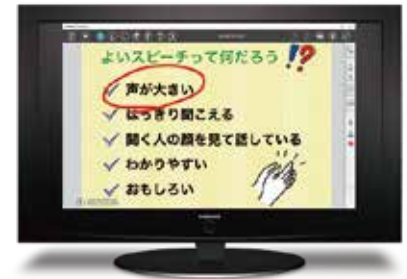 よいスピーチって何だろう⁉
声が大きい
はっきり聞こえる
聞く人の顔を見て話している
わかりやすい
おもしろい